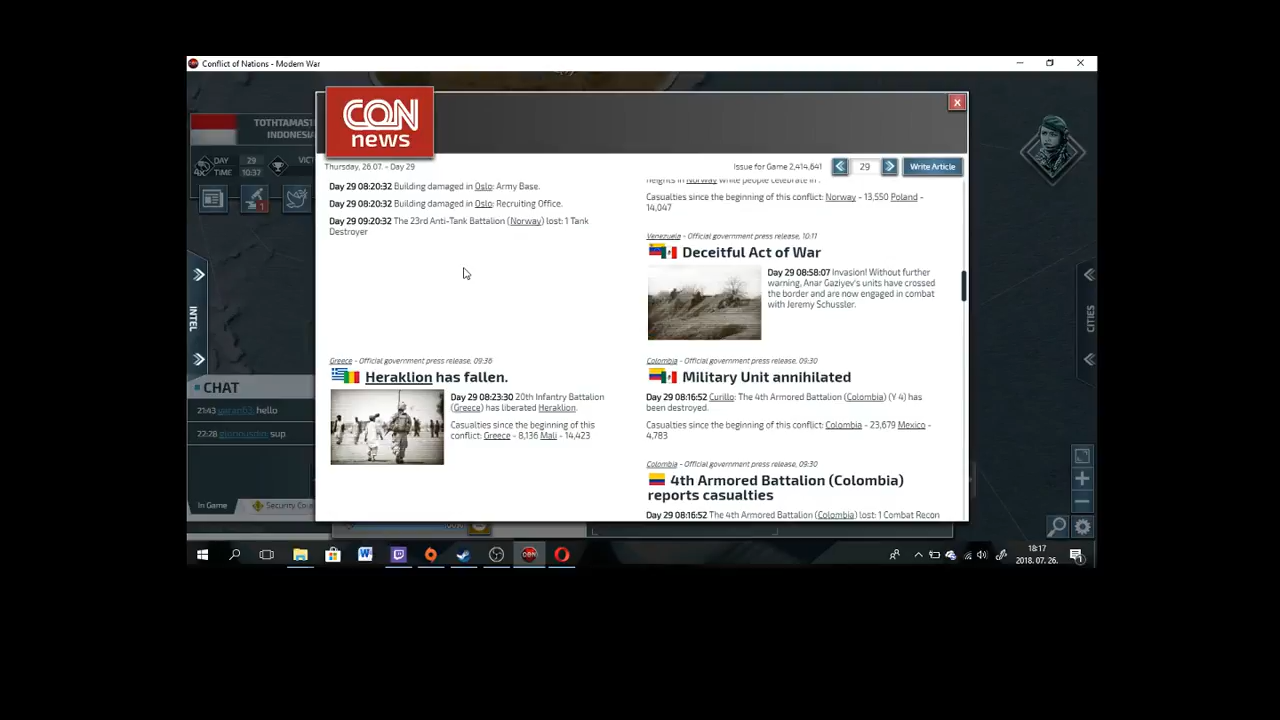 Conflict of Nations - Modern War
TOTHTAMAS1
INDONESIA
DAY 29 VICT
4X TIME 10:37
1
INTEL
CHAT
21:43 hello
22:28 sup
In Game
CON
news
Thursday, 26.07. - Day 29
Issue for Game 2,414,641
29
Write Article
Day 29 08:20:32 Building damaged in Oslo: Army Base.
Day 29 08:20:32 Building damaged in Oslo: Recruiting Office.
Day 29 09:20:32 The 23rd Anti-Tank Battalion (Norway) lost: 1 Tank
Destroyer
Greece - Official government press release, 09:36
Heraklion has fallen.
Day 29 08:23:30 20th Infantry Battalion
(Greece) has liberated Heraklion.
Casualties since the beginning of this
conflict: Greece - 8,136 Mali - 14,423
heights in Norway while people celebrate in .
Casualties since the beginning of this conflict: Norway - 13,550 Poland -
14,047
Venezuela - Official government press release, 10:11
Deceitful Act of War
Day 29 08:58:07 Invasion! Without further
warning, Anar Gaziyev's units have crossed
the border and are now engaged in combat
with Jeremy Schussler.
Colombia - Official government press release, 09:30
Military Unit annihilated
Day 29 08:16:52 Curillo: The 4th Armored Battalion (Colombia) (Y 4) has
been destroyed.
Casualties since the beginning of this conflict: Colombia - 23,679 Mexico -
4,783
Colombia - Official government press release, 09:30
4th Armored Battalion (Colombia)
reports casualties
Day 29 08:16:52 The 4th Armored Battalion (Colombia) lost: 1 Combat Recon
CITIES
18:17
2018. 07. 26.